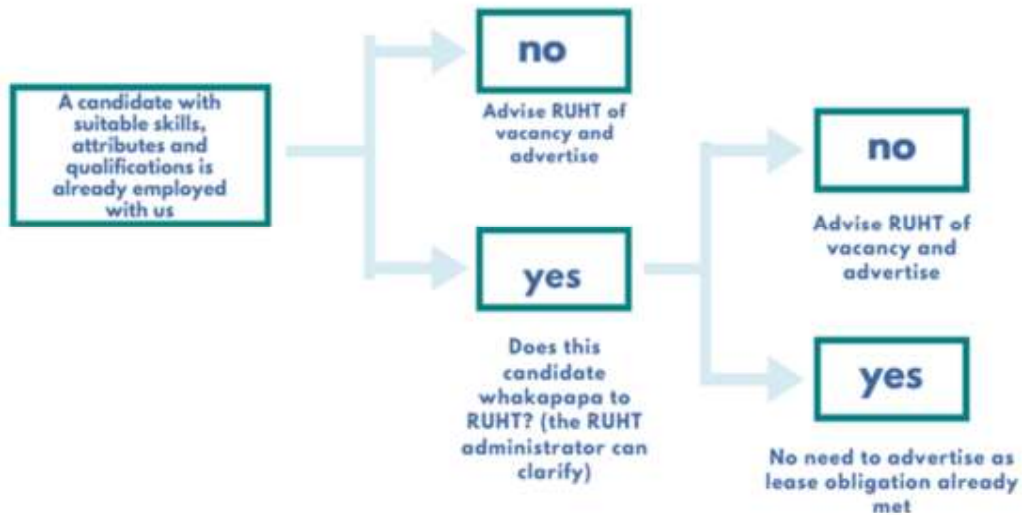 A candidate with
suitable skills,
attributes and
qualifications is
already employed
with us
no
Advise RUHT of
vacancy and
advertise
yes
Does this
candidate
whakapapa to
RUHT? (the RUHT
administrator can
clarify)
no
Advise RUHT of
vacancy and
advertise
yes
No need to advertise as
lease obligation already
met